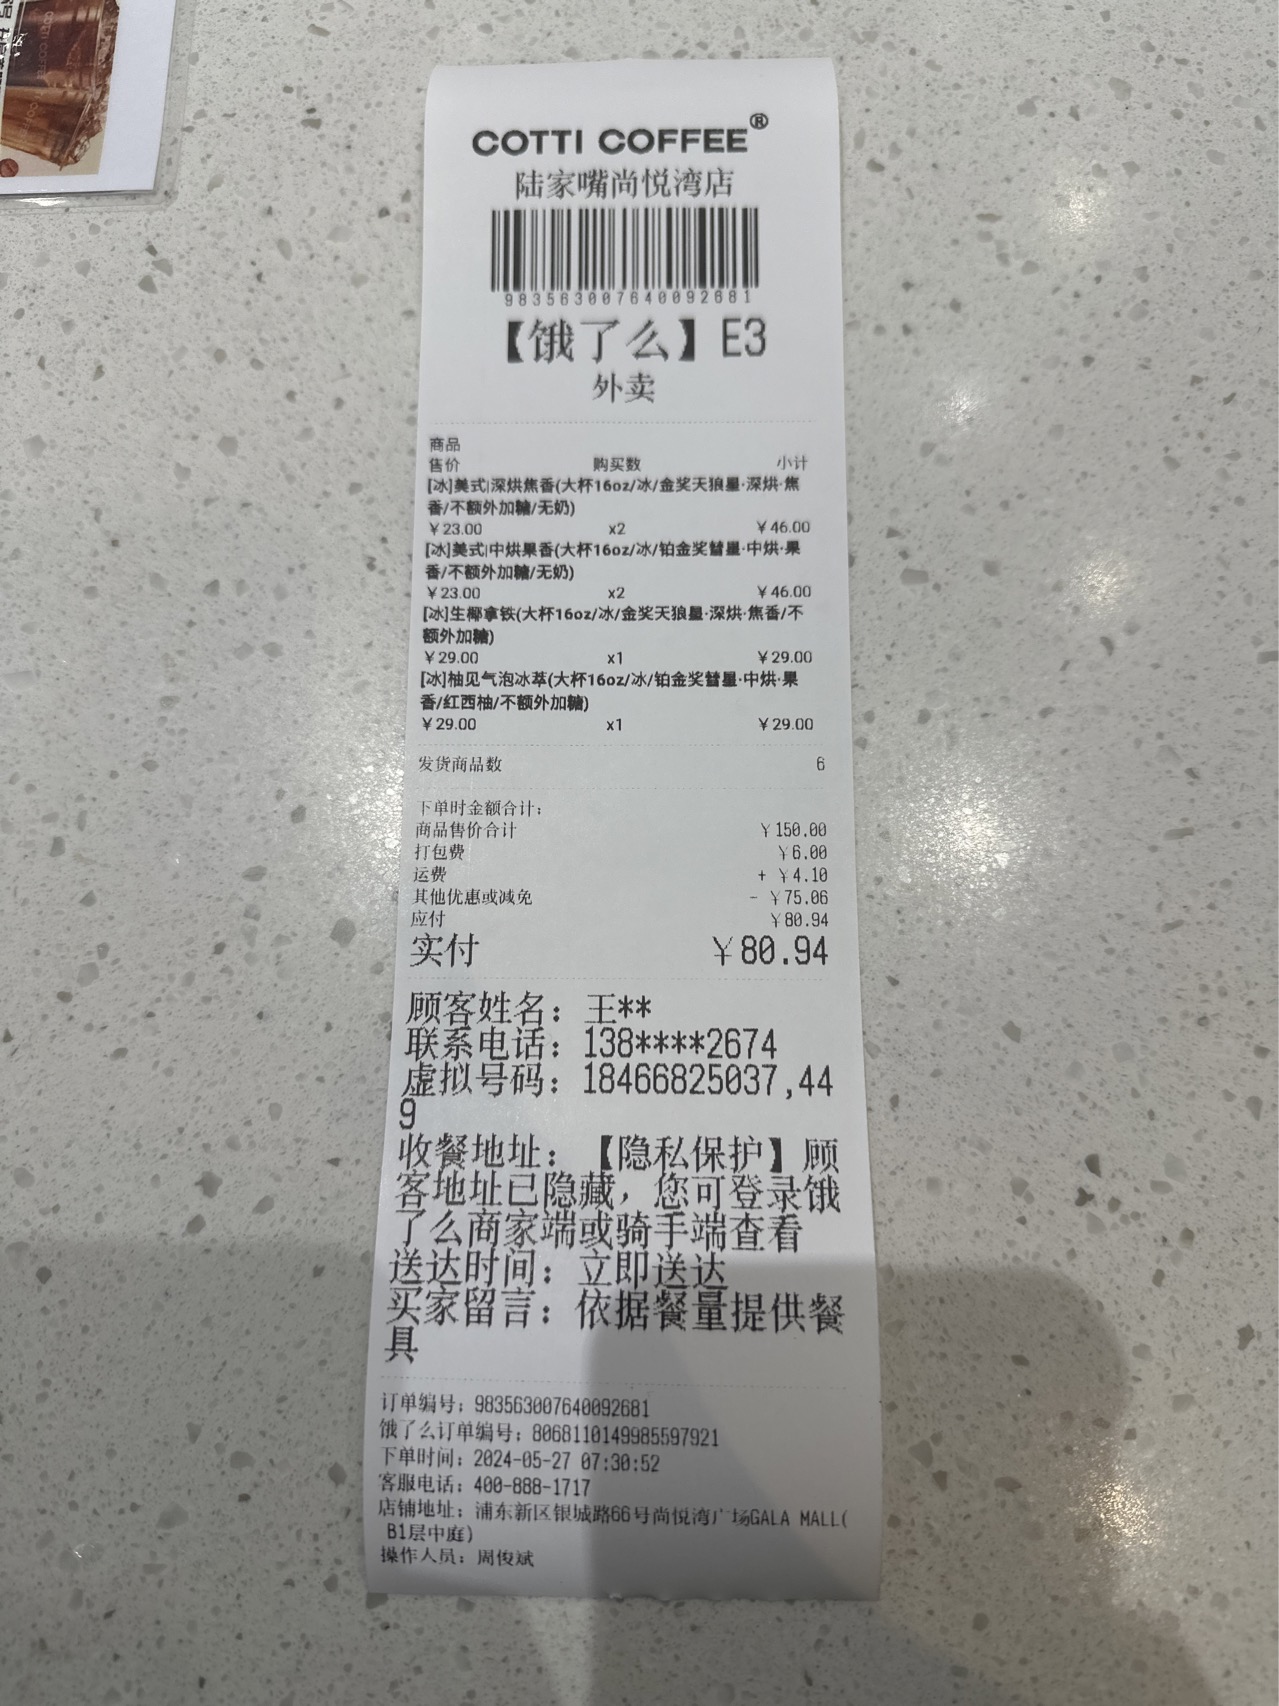 COTTI COFFEE®
陆家嘴尚悦湾店
983563007640092681
【饿了么】E3
外卖
商品
售价 购买数 小计
[冰]美式|深烘焦香(大杯16oz/冰/金奖天狼星·深烘·焦
香/不额外加糖/无奶)
￥23.00 x2 ￥46.00
[冰]美式|中烘果香(大杯16oz/冰/铂金奖彗星·中烘·果
香/不额外加糖/无奶)
￥23.00 x2 ￥46.00
[冰]生椰拿铁(大杯16oz/冰/金奖天狼星·深烘·焦香/不
额外加糖)
￥29.00 x1 ￥29.00
[冰]柚见气泡冰萃(大杯16oz/冰/铂金奖彗星·中烘·果
香/红西柚/不额外加糖)
￥29.00 x1 ￥29.00
发货商品数 6
下单时金额合计:
商品售价合计 ￥150.00
打包费 ￥6.00
运费 + ￥4.10
其他优惠或减免 - ￥75.06
应付 ￥80.94
实付 ￥80.94
顾客姓名: 王**
联系电话: 138****2674
虚拟号码: 18466825037,44
9
收餐地址: 【隐私保护】顾
客地址已隐藏，您可登录饿
了么商家端或骑手端查看
送达时间: 立即送达
买家留言: 依据餐量提供餐
具
订单编号: 983563007640092681
饿了么订单编号: 8068110149985597921
下单时间: 2024-05-27 07:30:52
客服电话: 400-888-1717
店铺地址: 浦东新区银城路66号尚悦湾广场GALA MALL(
B1层中庭)
操作人员: 周俊斌